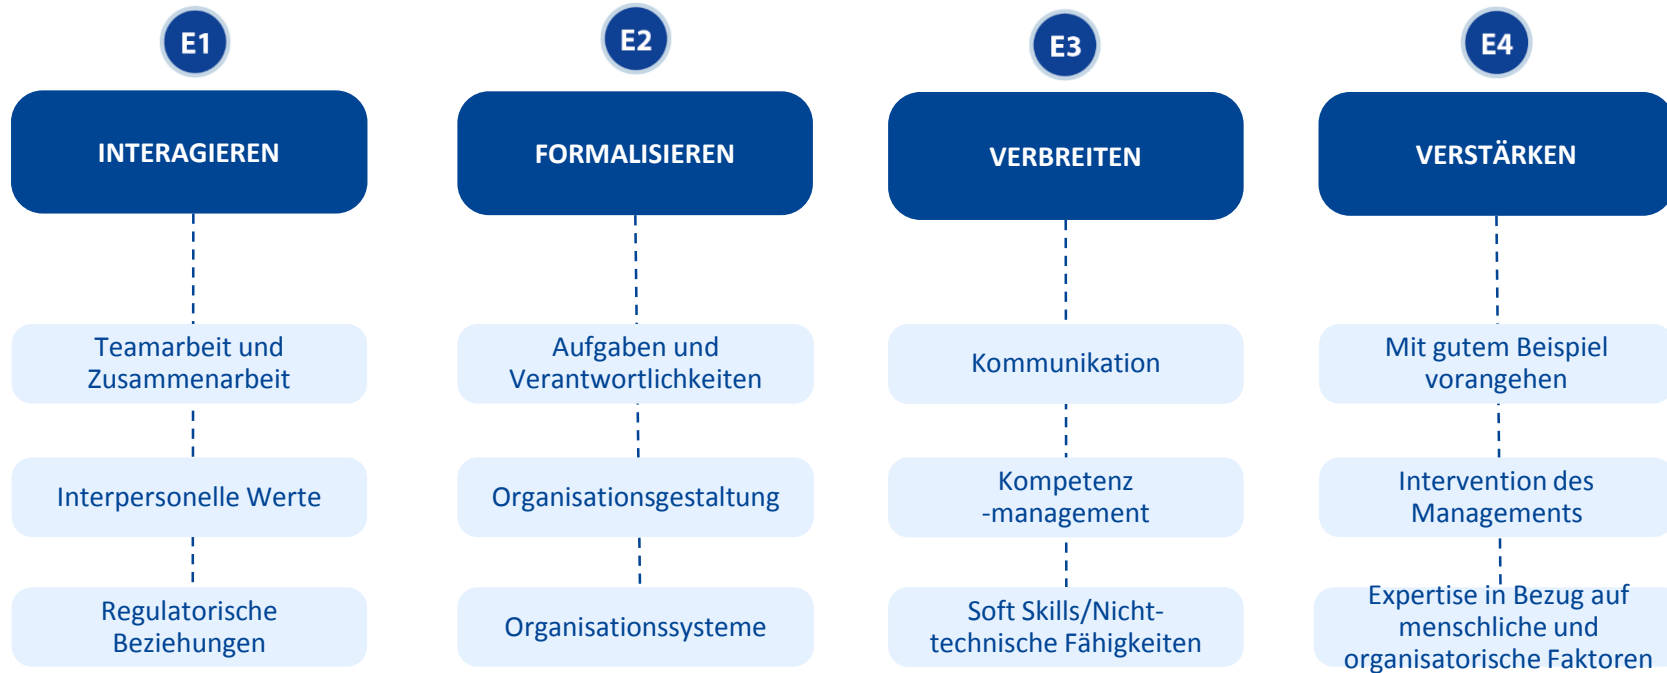 E1
INTERAGIEREN
Teamarbeit und
Zusammenarbeit
Interpersonelle Werte
Regulatorische
Beziehungen
E2
FORMALISIEREN
Aufgaben und
Verantwortlichkeiten
Organisationsgestaltung
Organisationssysteme
E3
VERBREITEN
Kommunikation
Kompetenz
-management
Soft Skills/Nicht-
technische Fähigkeiten
E4
VERSTÄRKEN
Mit gutem Beispiel
vorangehen
Intervention des
Managements
Expertise in Bezug auf
menschliche und
organisatorische Faktoren